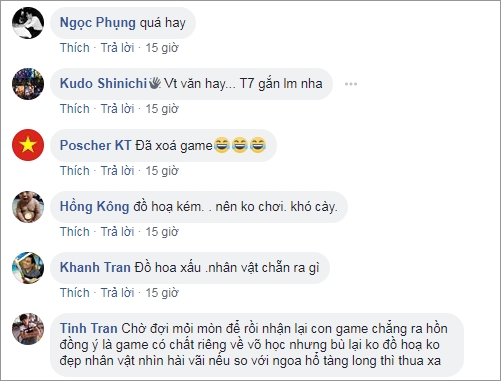 Ngọc Phụng quá hay
Thích · Trả lời · 15 giờ
Kudo Shinichi👋 Vt văn hay... T7 gắn lm nha
Thích · Trả lời · 15 giờ
Poscher KT Đã xoá game😂😂😂
Thích · Trả lời · 15 giờ
Hồng Kông đồ hoạ kém. . nên ko chơi. khó cày.
Thích · Trả lời · 15 giờ
Khanh Tran Đồ hoa xấu .nhân vật chẵn ra gì
Thích · Trả lời · 15 giờ
Tinh Tran Chờ đợi mỏi mòn để rồi nhận lại con game chẳng ra hồn
đồng ý là game có chất riêng về võ học nhưng bù lại ko đồ hoạ ko
đẹp nhân vật nhìn hài vãi nếu so với ngoa hổ tàng long thì thua xa